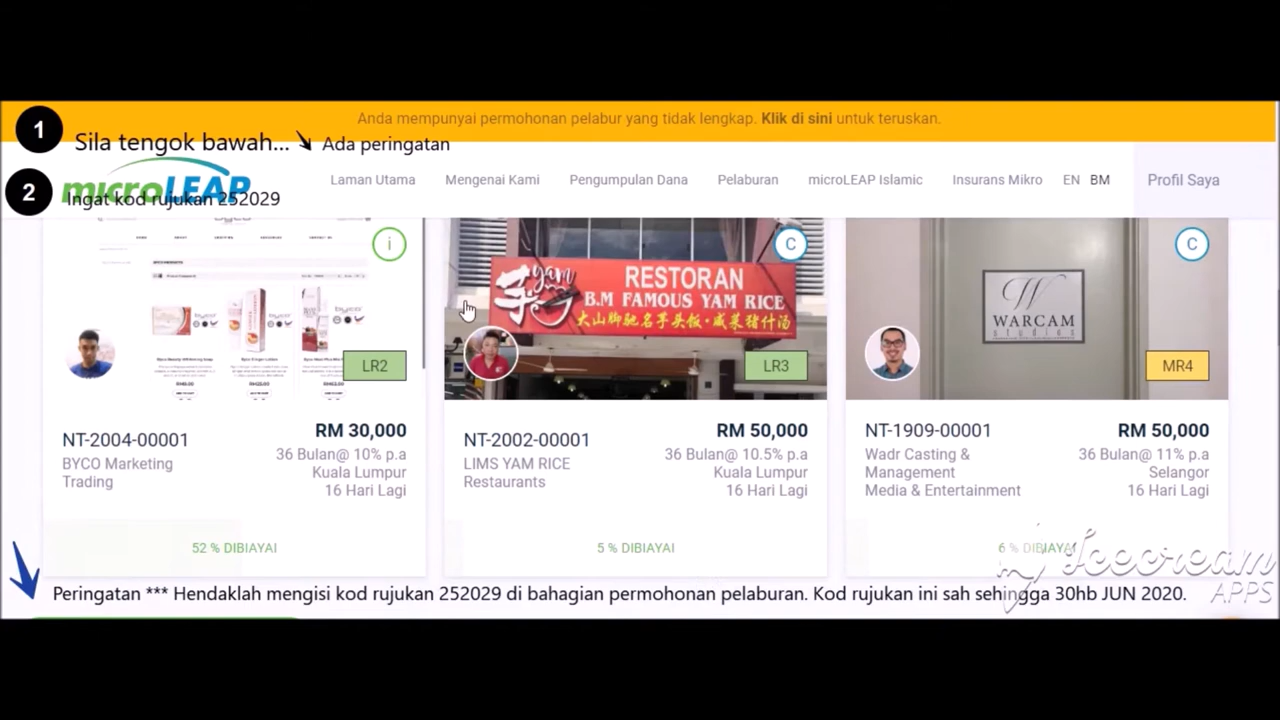 Anda mempunyai permohonan pelabur yang tidak lengkap. Klik di sini untuk teruskan.
1
Sila tengok bawah...
Ada peringatan
2
microLEAP
Ingat kod rujukan 252029
Laman Utama
Mengenai Kami
Pengumpulan Dana
Pelaburan
microLEAP Islamic
Insurans Mikro
EN BM
Profil Saya
i
LR2
NT-2004-00001
BYCO Marketing
Trading
RM 30,000
36 Bulan@ 10% p.a
Kuala Lumpur
16 Hari Lagi
52 % DIBIAYAI
C
yam
芋
RESTORAN
B.M FAMOUS YAM RICE
大山脚驰名芋头饭·咸菜猪什汤
LR3
NT-2002-00001
LIMS YAM RICE
Restaurants
RM 50,000
36 Bulan@ 10.5% p.a
Kuala Lumpur
16 Hari Lagi
5 % DIBIAYAI
C
W
WARCAM
studios
MR4
NT-1909-00001
Wadr Casting &
Management
Media & Entertainment
RM 50,000
36 Bulan@ 11% p.a
Selangor
16 Hari Lagi
6 % DIBIAYAI
Icecream
APPS
Peringatan *** Hendaklah mengisi kod rujukan 252029 di bahagian permohonan pelaburan. Kod rujukan ini sah sehingga 30hb JUN 2020.